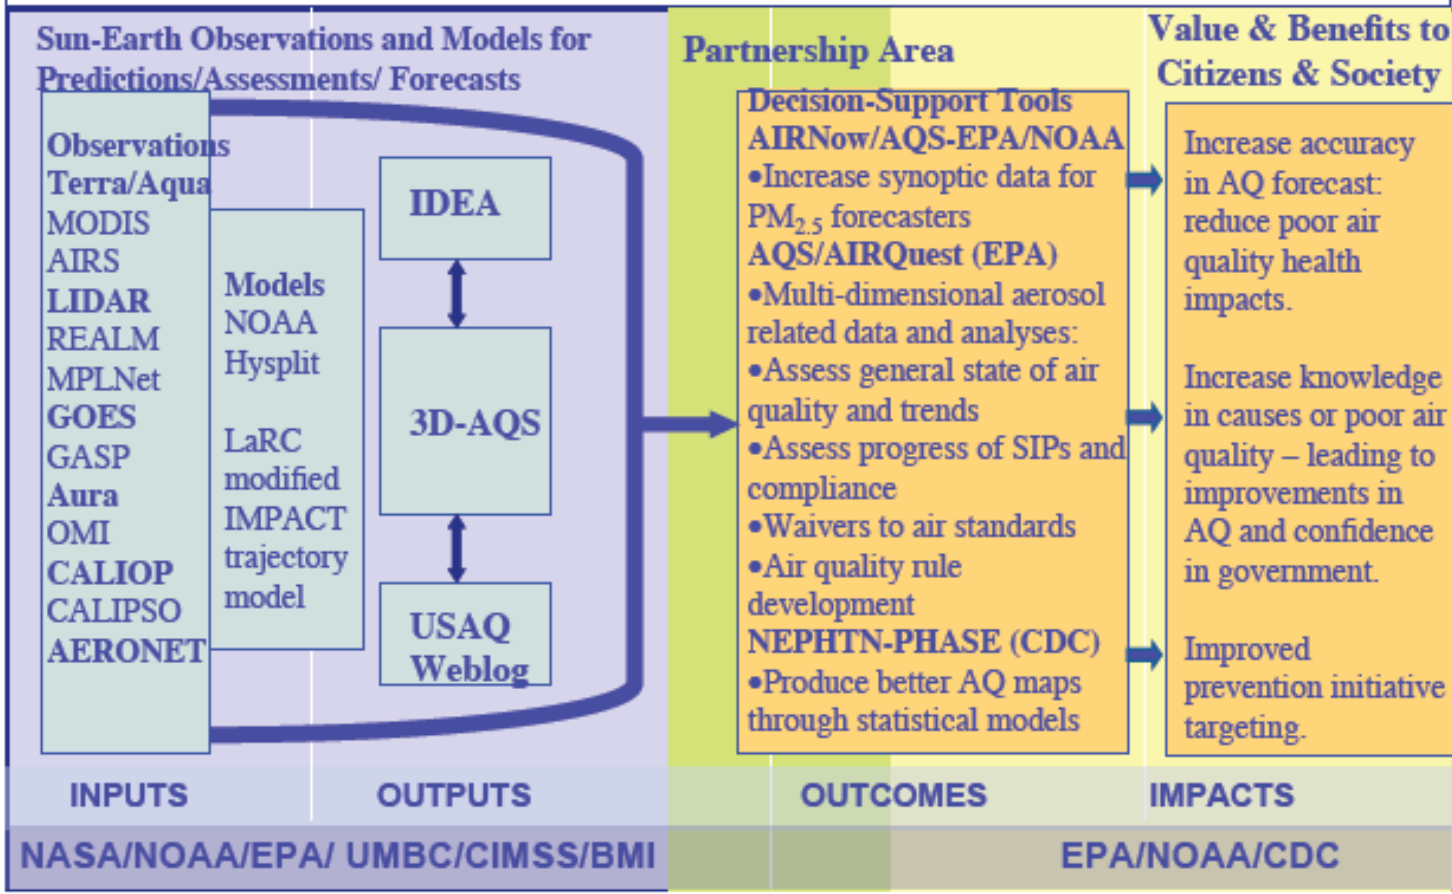 Sun-Earth Observations and Models for
Predictions/Assessments/ Forecasts
Observations
Terra/Aqua
MODIS
AIRS
LIDAR
REALM
MPLNet
GOES
GASP
Aura
OMI
CALIOP
CALIPSO
AERONET
Models
NOAA
Hysplit
LaRC
modified
IMPACT
trajectory
model
IDEA
3D-AQS
USAQ
Weblog
Partnership Area
Decision-Support Tools
AIRNow/AQS-EPA/NOAA
•Increase synoptic data for
PM2.5 forecasters
AQS/AIRQuest (EPA)
•Multi-dimensional aerosol
related data and analyses:
•Assess general state of air
quality and trends
•Assess progress of SIPs and
compliance
•Waivers to air standards
•Air quality rule
development
NEPHTN-PHASE (CDC)
•Produce better AQ maps
through statistical models
Value & Benefits to
Citizens & Society
Increase accuracy
in AQ forecast:
reduce poor air
quality health
impacts.
Increase knowledge
in causes or poor air
quality – leading to
improvements in
AQ and confidence
in government.
Improved
prevention initiative
targeting.
INPUTS
OUTPUTS
OUTCOMES
IMPACTS
NASA/NOAA/EPA/ UMBC/CIMSS/BMI
EPA/NOAA/CDC